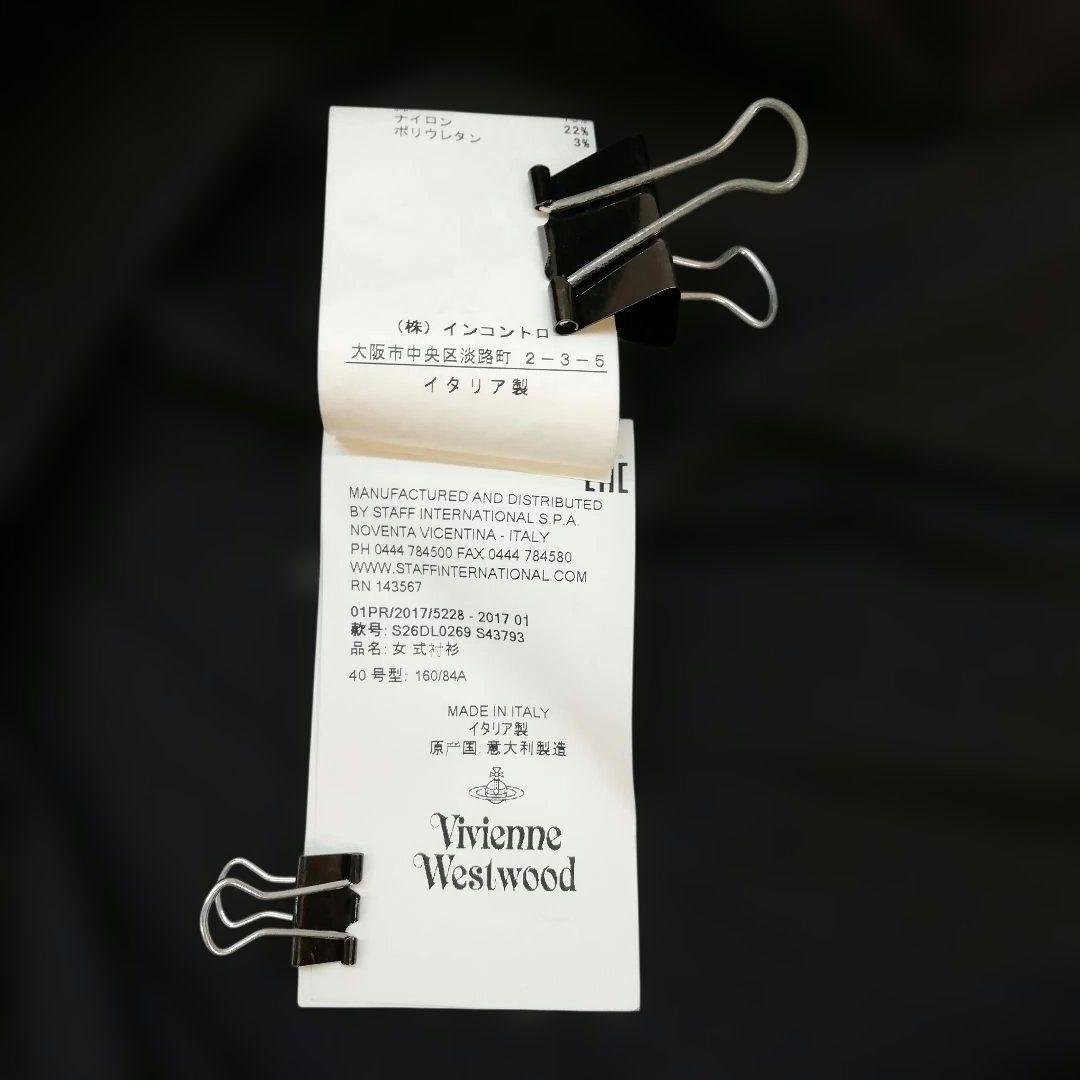 ナイロン 22%
ポリウレタン 3%
(株)インコントロ
大阪市中央区淡路町 2-3-5
イタリア製
EAC
MANUFACTURED AND DISTRIBUTED
BY STAFF INTERNATIONAL S.P.A.
NOVENTA VICENTINA - ITALY
PH 0444 784500 FAX 0444 784580
WWW.STAFFINTERNATIONAL.COM
RN 143567
01PR/2017/5228 - 2017 01
款号: S26DL0269 S43793
品名: 女 式衬衫
40 号型: 160/84A
MADE IN ITALY
イタリア製
原产国: 意大利製造
Vivienne
Westwood